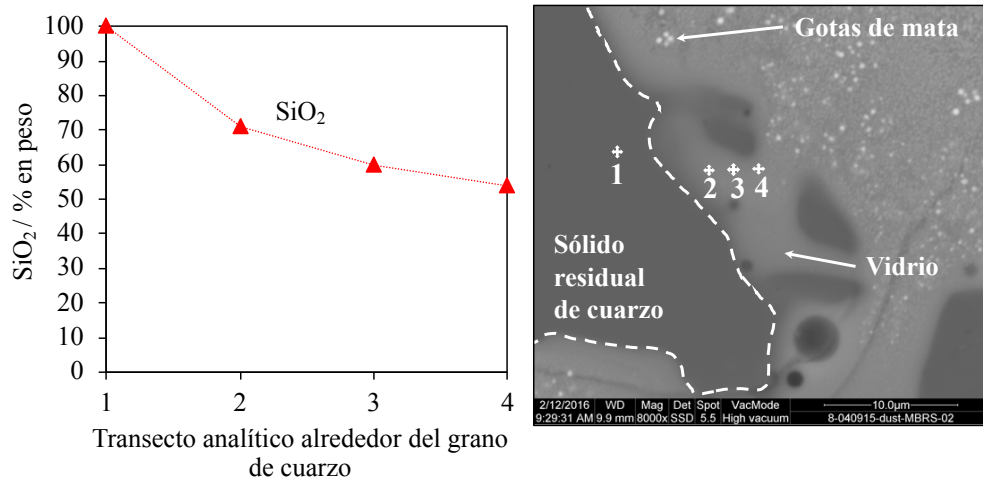 SiO2 / % en peso
100
90
80
70
60
50
40
30
20
10
0
SiO2
1 2 3 4
Transecto analítico alrededor del grano
de cuarzo
Gotas de mata
1
2 3 4
Sólido
residual
de cuarzo
Vidrio
2/12/2016 WD Mag Det Spot VacMode 10.0µm
9:29:31 AM 9.9 mm 8000x SSD 5.5 High vacuum 8-040915-dust-MBRS-02